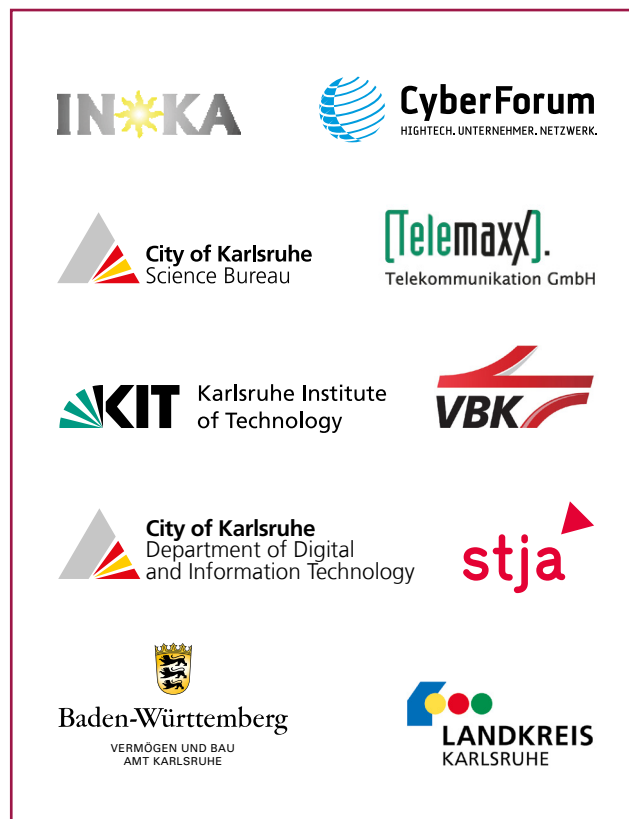 INKA
CyberForum
HIGHTECH. UNTERNEHMER. NETZWERK.
City of Karlsruhe
Science Bureau
[Telemaxx].
Telekommunikation GmbH
KIT
Karlsruhe Institute
of Technology
VBK
City of Karlsruhe
Department of Digital
and Information Technology
stja
Baden-Württemberg
VERMÖGEN UND BAU
AMT KARLSRUHE
LANDKREIS
KARLSRUHE